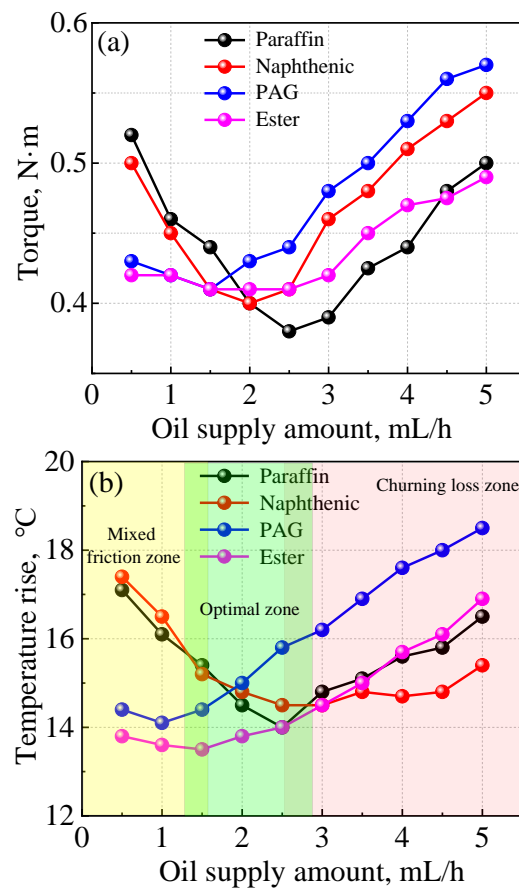 (a)
Paraffin
Naphthenic
PAG
Ester
0.6
0.5
0.4
Torque, N·m
0 1 2 3 4 5
Oil supply amount, mL/h
(b)
Paraffin
Naphthenic
PAG
Ester
Mixed
friction zone
Optimal zone
Churning loss zone
20
18
16
14
12
Temperature rise, °C
0 1 2 3 4 5
Oil supply amount, mL/h